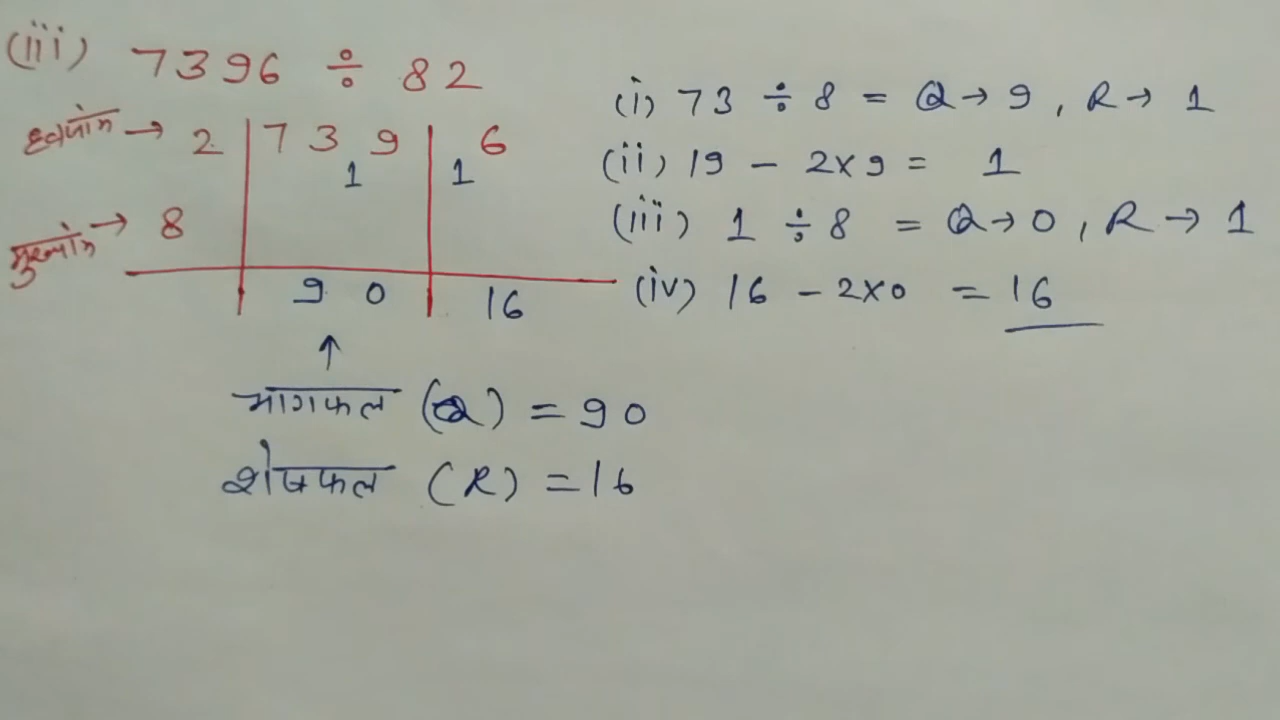 (iii) 7396 ÷ 82
ध्वजांग → 2 | 7 3 1 9 | 1 6
मुख्यांग → 8
9 0 | 16
↑
भागफल (Q) = 90
शेषफल (R) = 16
(i) 73 ÷ 8 = Q → 9 , R → 1
(ii) 19 - 2×9 = 1
(iii) 1 ÷ 8 = Q → 0 , R → 1
(iv) 16 - 2×0 = 16